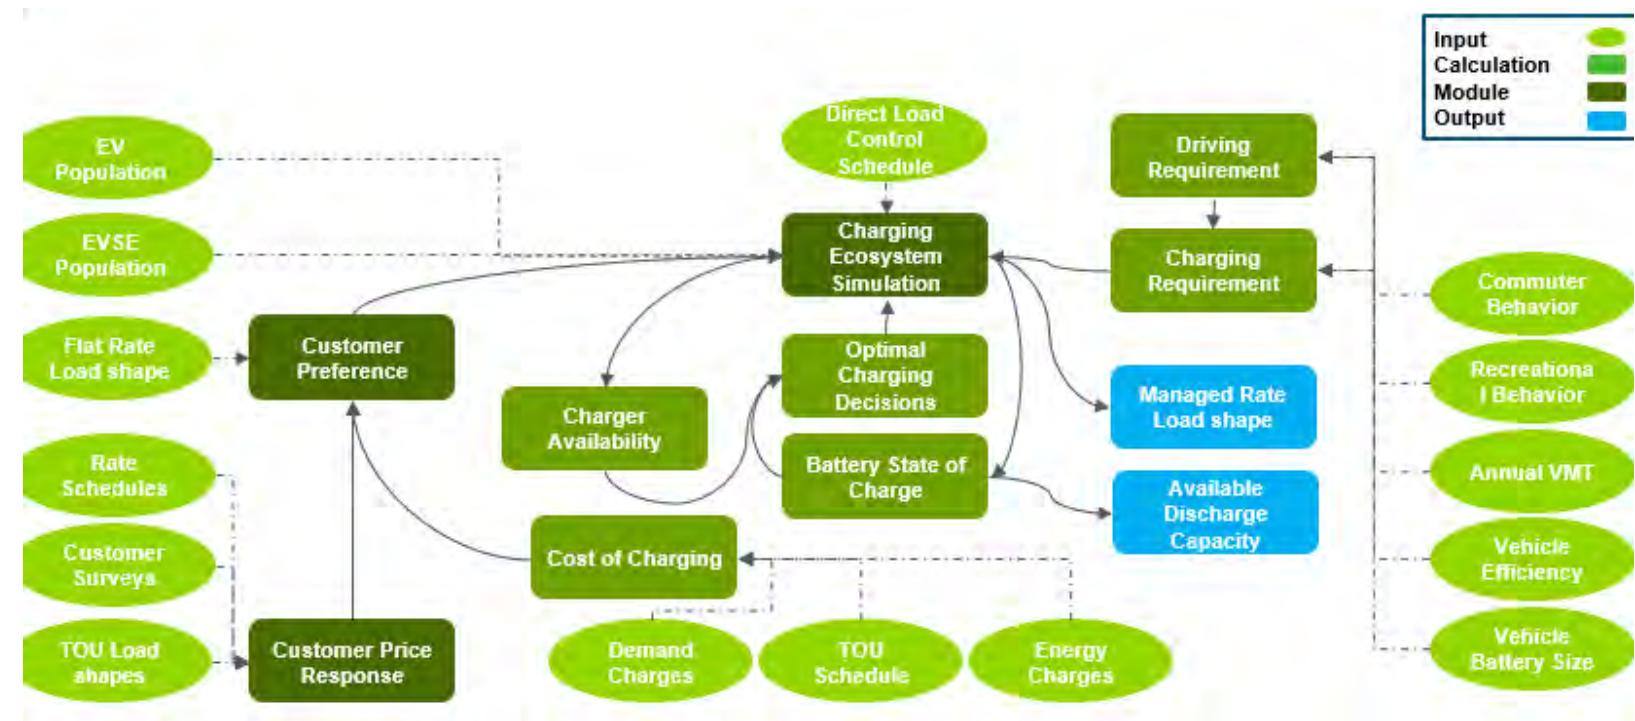 Input
Calculation
Module
Output
EV
Population
EVSE
Population
Flat Rate
Load shape
Rate
Schedules
Customer
Surveys
TOU Load
shapes
Customer
Preference
Customer Price
Response
Charger
Availability
Cost of Charging
Direct Load
Control
Schedule
Charging
Ecosystem
Simulation
Optimal
Charging
Decisions
Battery State of
Charge
Demand
Charges
TOU
Schedule
Energy
Charges
Driving
Requirement
Charging
Requirement
Managed Rate
Load shape
Available
Discharge
Capacity
Commuter
Behavior
Recreationa
l Behavior
Annual VMT
Vehicle
Efficiency
Vehicle
Battery Size